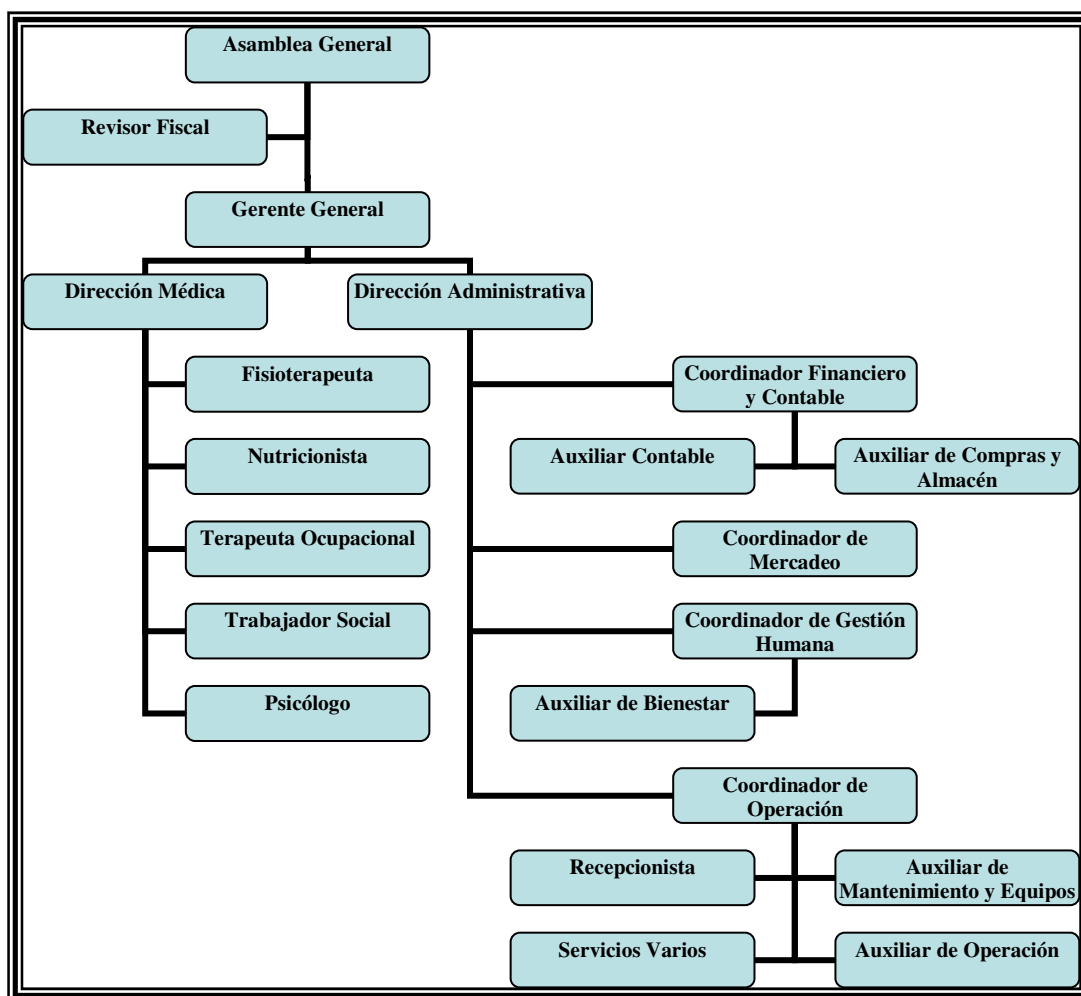 Asamblea General
Revisor Fiscal
Gerente General
Dirección Médica
Dirección Administrativa
Fisioterapeuta
Coordinador Financiero
y Contable
Nutricionista
Auxiliar Contable
Auxiliar de Compras y
Almacén
Terapeuta Ocupacional
Coordinador de
Mercadeo
Trabajador Social
Coordinador de Gestión
Humana
Psicólogo
Auxiliar de Bienestar
Coordinador de
Operación
Recepcionista
Auxiliar de
Mantenimiento y Equipos
Servicios Varios
Auxiliar de Operación